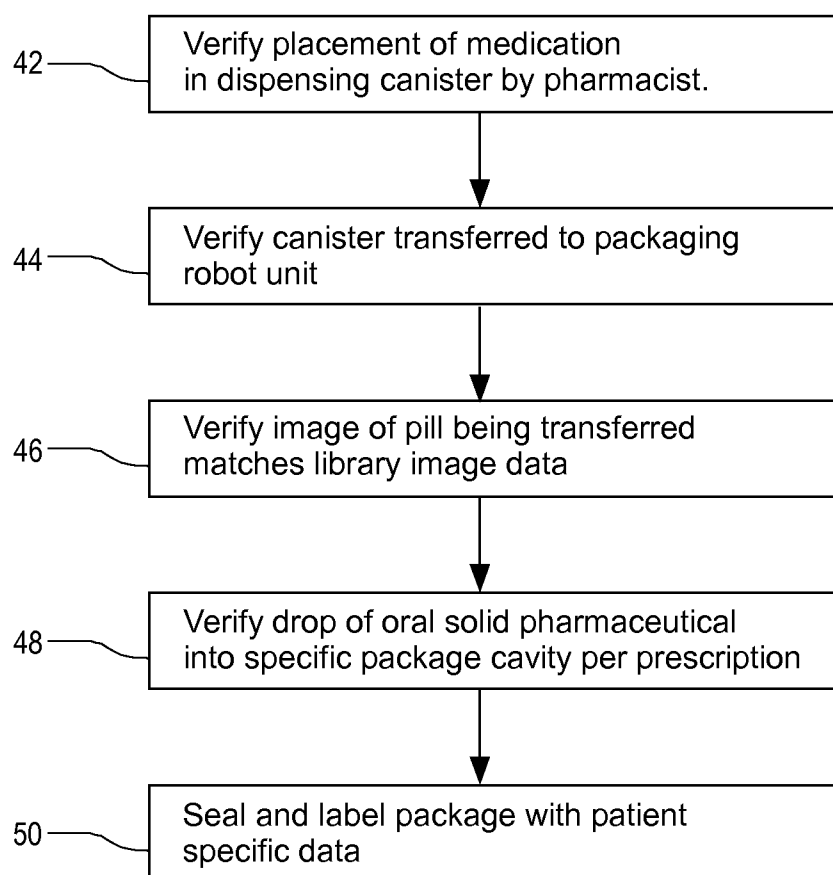 42
Verify placement of medication
in dispensing canister by pharmacist.
44
Verify canister transferred to packaging
robot unit
46
Verify image of pill being transferred
matches library image data
48
Verify drop of oral solid pharmaceutical
into specific package cavity per prescription
50
Seal and label package with patient
specific data